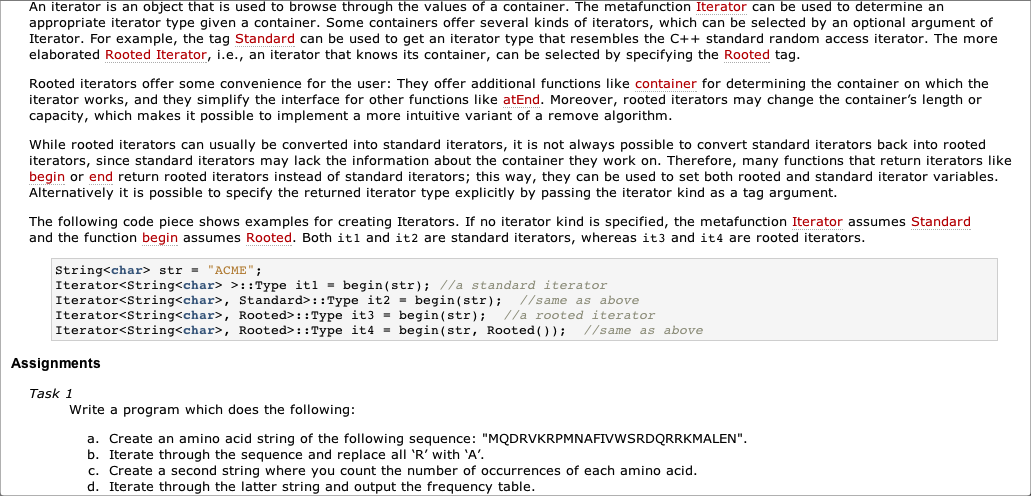 An iterator is an object that is used to browse through the values of a container. The metafunction Iterator can be used to determine an
appropriate iterator type given a container. Some containers offer several kinds of iterators, which can be selected by an optional argument of
Iterator. For example, the tag Standard can be used to get an iterator type that resembles the C++ standard random access iterator. The more
elaborated Rooted Iterator, i.e., an iterator that knows its container, can be selected by specifying the Rooted tag.
Rooted iterators offer some convenience for the user: They offer additional functions like container for determining the container on which the
iterator works, and they simplify the interface for other functions like atEnd. Moreover, rooted iterators may change the container’s length or
capacity, which makes it possible to implement a more intuitive variant of a remove algorithm.
While rooted iterators can usually be converted into standard iterators, it is not always possible to convert standard iterators back into rooted
iterators, since standard iterators may lack the information about the container they work on. Therefore, many functions that return iterators like
begin or end return rooted iterators instead of standard iterators; this way, they can be used to set both rooted and standard iterator variables.
Alternatively it is possible to specify the returned iterator type explicitly by passing the iterator kind as a tag argument.
The following code piece shows examples for creating Iterators. If no iterator kind is specified, the metafunction Iterator assumes Standard
and the function begin assumes Rooted. Both it1 and it2 are standard iterators, whereas it3 and it4 are rooted iterators.
String<char> str = "ACME";
Iterator<String<char> >::Type it1 = begin(str); //a standard iterator
Iterator<String<char>, Standard>::Type it2 = begin(str);  //same as above
Iterator<String<char>, Rooted>::Type it3 = begin(str);  //a rooted iterator
Iterator<String<char>, Rooted>::Type it4 = begin(str, Rooted());  //same as above
Assignments
Task 1
Write a program which does the following:
a. Create an amino acid string of the following sequence: "MQDRVKRPMNAFIVWSRDQRRKMALEN".
b. Iterate through the sequence and replace all ‘R’ with ‘A’.
c. Create a second string where you count the number of occurrences of each amino acid.
d. Iterate through the latter string and output the frequency table.